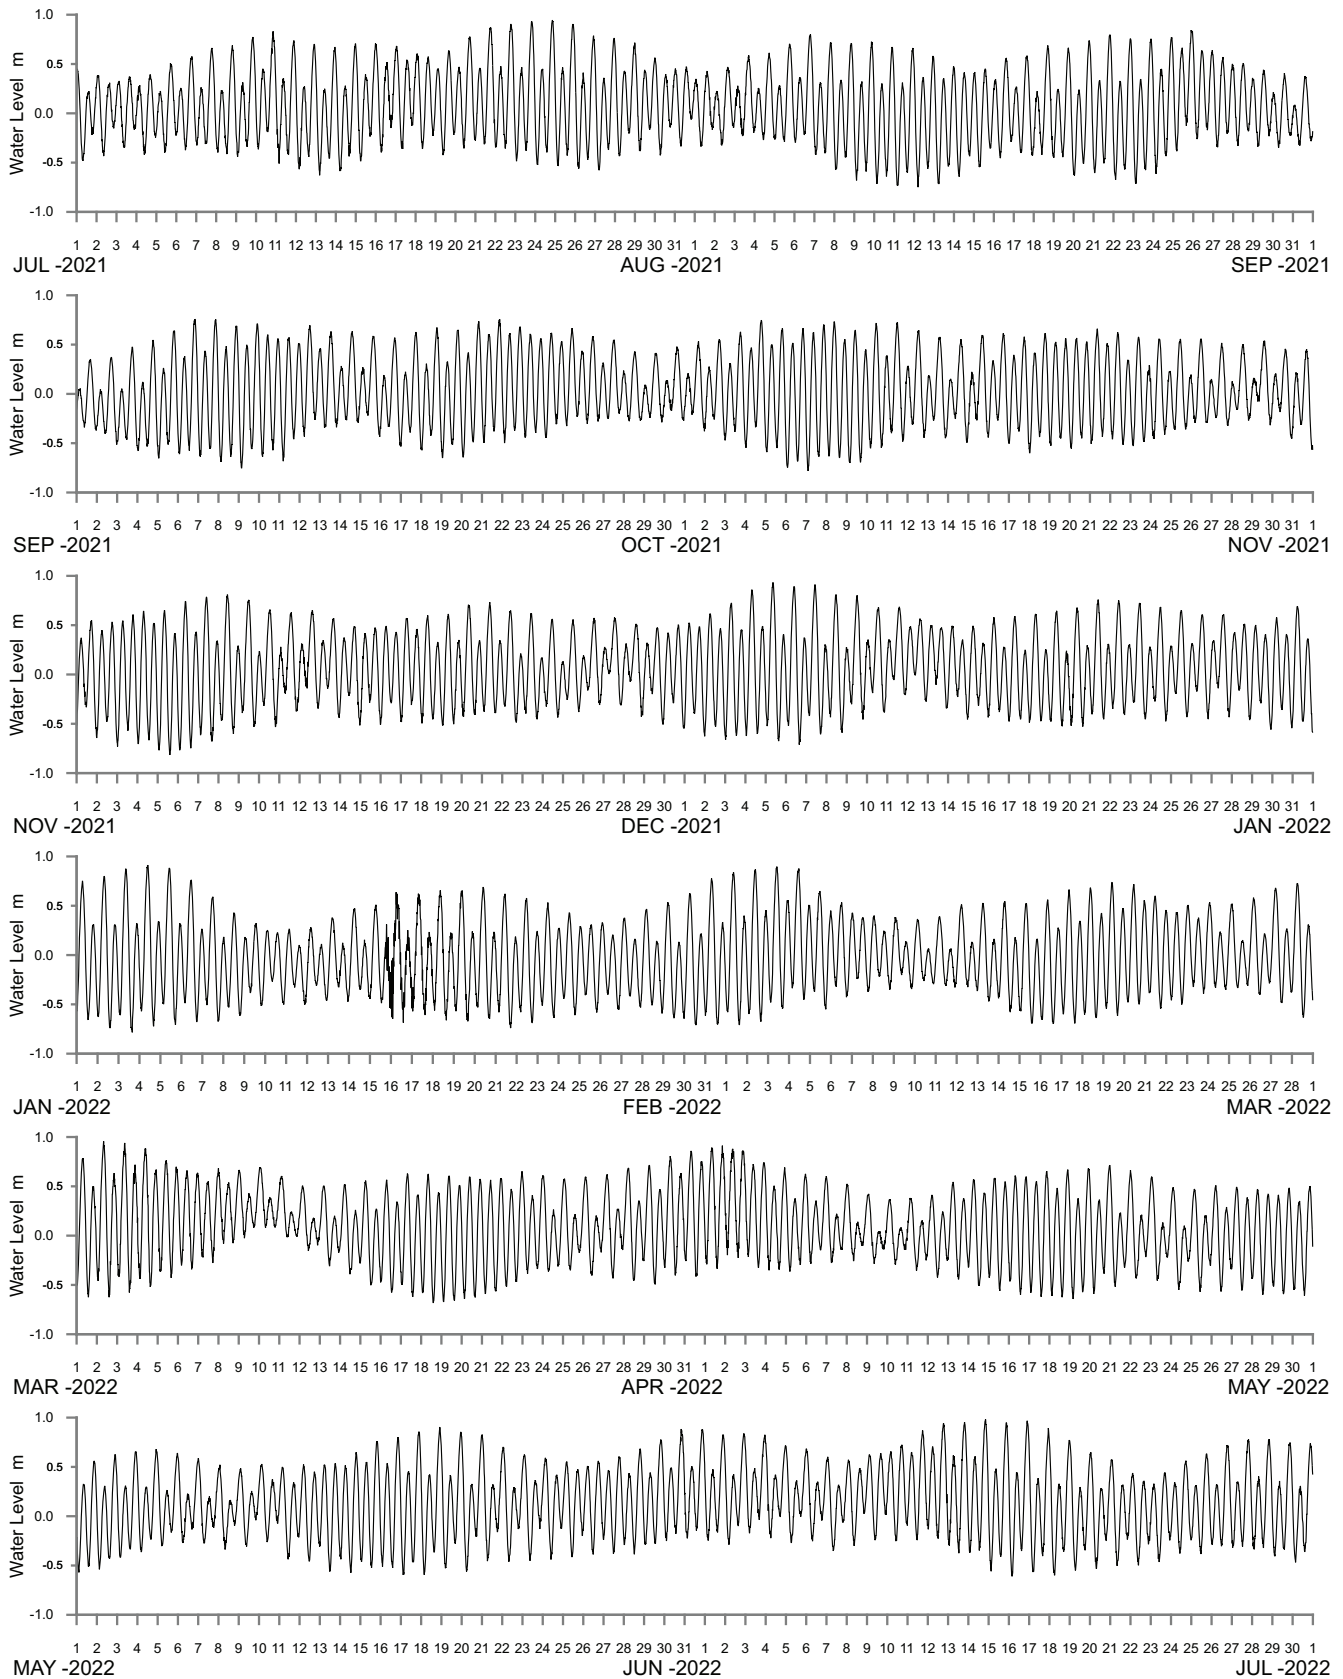 1.0
0.5
0.0
-0.5
-1.0
Water Level m
1 2 3 4 5 6 7 8 9 10 11 12 13 14 15 16 17 18 19 20 21 22 23 24 25 26 27 28 29 30 31 1 2 3 4 5 6 7 8 9 10 11 12 13 14 15 16 17 18 19 20 21 22 23 24 25 26 27 28 29 30 31 1
JUL -2021 AUG -2021 SEP -2021
1.0
0.5
0.0
-0.5
-1.0
Water Level m
1 2 3 4 5 6 7 8 9 10 11 12 13 14 15 16 17 18 19 20 21 22 23 24 25 26 27 28 29 30 1 2 3 4 5 6 7 8 9 10 11 12 13 14 15 16 17 18 19 20 21 22 23 24 25 26 27 28 29 30 31 1
SEP -2021 OCT -2021 NOV -2021
1.0
0.5
0.0
-0.5
-1.0
Water Level m
1 2 3 4 5 6 7 8 9 10 11 12 13 14 15 16 17 18 19 20 21 22 23 24 25 26 27 28 29 30 1 2 3 4 5 6 7 8 9 10 11 12 13 14 15 16 17 18 19 20 21 22 23 24 25 26 27 28 29 30 31 1
NOV -2021 DEC -2021 JAN -2022
1.0
0.5
0.0
-0.5
-1.0
Water Level m
1 2 3 4 5 6 7 8 9 10 11 12 13 14 15 16 17 18 19 20 21 22 23 24 25 26 27 28 29 30 31 1 2 3 4 5 6 7 8 9 10 11 12 13 14 15 16 17 18 19 20 21 22 23 24 25 26 27 28 1
JAN -2022 FEB -2022 MAR -2022
1.0
0.5
0.0
-0.5
-1.0
Water Level m
1 2 3 4 5 6 7 8 9 10 11 12 13 14 15 16 17 18 19 20 21 22 23 24 25 26 27 28 29 30 31 1 2 3 4 5 6 7 8 9 10 11 12 13 14 15 16 17 18 19 20 21 22 23 24 25 26 27 28 29 30 1
MAR -2022 APR -2022 MAY -2022
1.0
0.5
0.0
-0.5
-1.0
Water Level m
1 2 3 4 5 6 7 8 9 10 11 12 13 14 15 16 17 18 19 20 21 22 23 24 25 26 27 28 29 30 31 1 2 3 4 5 6 7 8 9 10 11 12 13 14 15 16 17 18 19 20 21 22 23 24 25 26 27 28 29 30 1
MAY -2022 JUN -2022 JUL -2022